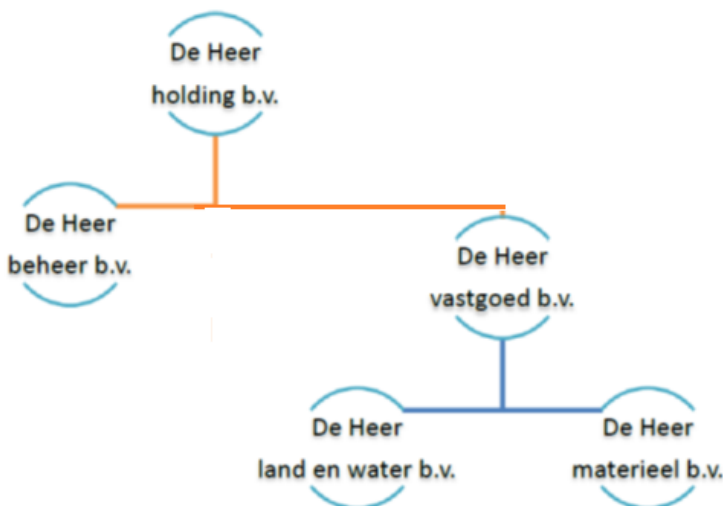 De Heer
holding b.v.
De Heer
beheer b.v.
De Heer
vastgoed b.v.
De Heer
land en water b.v.
De Heer
materieel b.v.